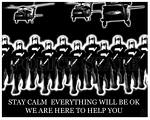 STAY CALM EVERYTHING WILL BE OK
WE ARE HERE TO HELP YOU